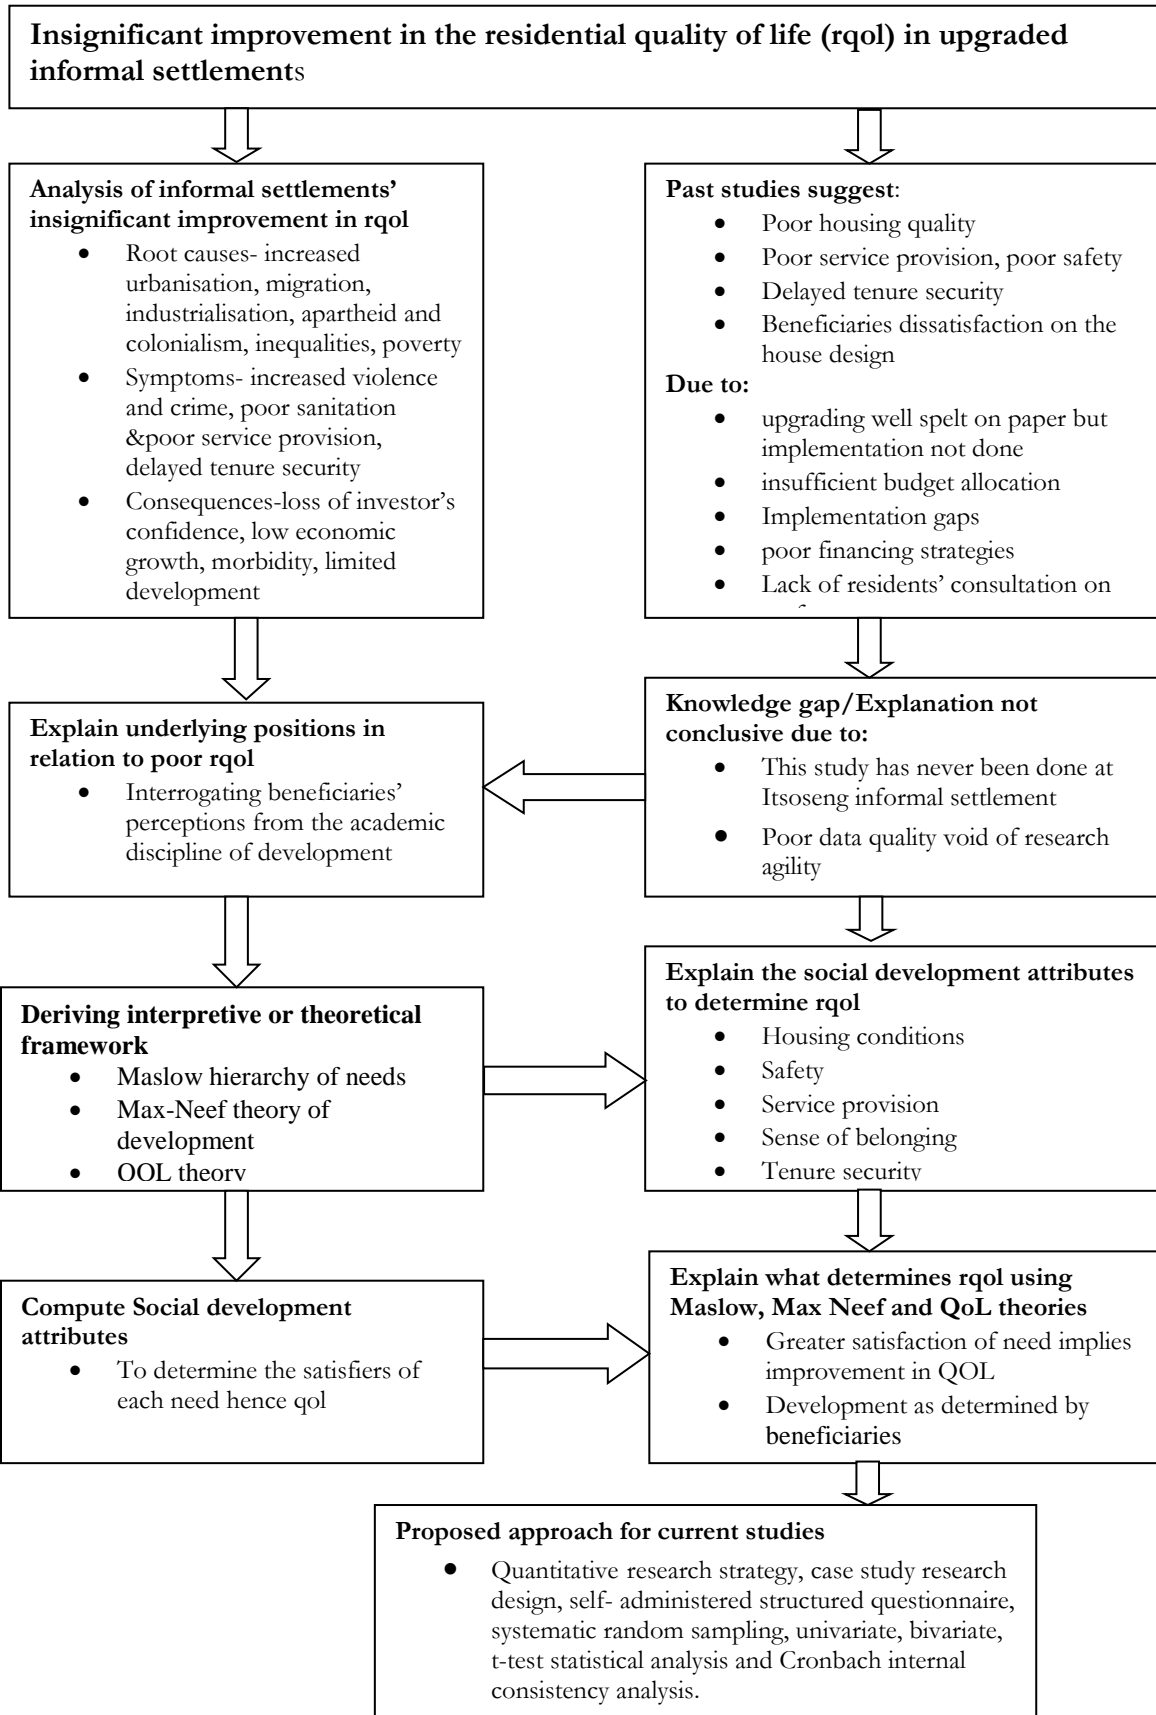 Insignificant improvement in the residential quality of life (rqol) in upgraded
informal settlements
Analysis of informal settlements’
insignificant improvement in rqol
• Root causes- increased
urbanisation, migration,
industrialisation, apartheid and
colonialism, inequalities, poverty
• Symptoms- increased violence
and crime, poor sanitation
&poor service provision,
delayed tenure security
• Consequences-loss of investor’s
confidence, low economic
growth, morbidity, limited
development
Past studies suggest:
• Poor housing quality
• Poor service provision, poor safety
• Delayed tenure security
• Beneficiaries dissatisfaction on the
house design
Due to:
• upgrading well spelt on paper but
implementation not done
• insufficient budget allocation
• Implementation gaps
• poor financing strategies
• Lack of residents’ consultation on
Explain underlying positions in
relation to poor rqol
• Interrogating beneficiaries’
perceptions from the academic
discipline of development
Knowledge gap/Explanation not
conclusive due to:
• This study has never been done at
Itsoseng informal settlement
• Poor data quality void of research
agility
Deriving interpretive or theoretical
framework
• Maslow hierarchy of needs
• Max-Neef theory of
development
• QOL theory
Explain the social development attributes
to determine rqol
• Housing conditions
• Safety
• Service provision
• Sense of belonging
• Tenure security
Compute Social development
attributes
• To determine the satisfiers of
each need hence qol
Explain what determines rqol using
Maslow, Max Neef and QoL theories
• Greater satisfaction of need implies
improvement in QOL
• Development as determined by
beneficiaries
Proposed approach for current studies
• Quantitative research strategy, case study research
design, self- administered structured questionnaire,
systematic random sampling, univariate, bivariate,
t-test statistical analysis and Cronbach internal
consistency analysis.